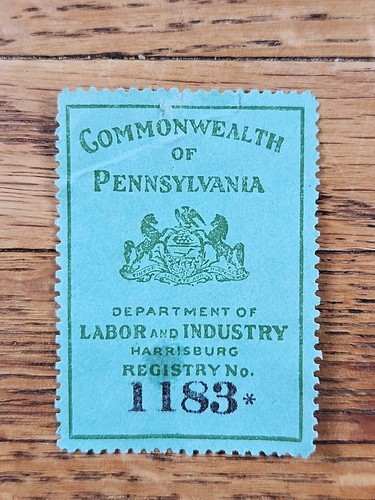 COMMONWEALTH
OF
PENNSYLVANIA
DEPARTMENT OF
LABOR AND INDUSTRY
HARRISBURG
REGISTRY No.
1183*